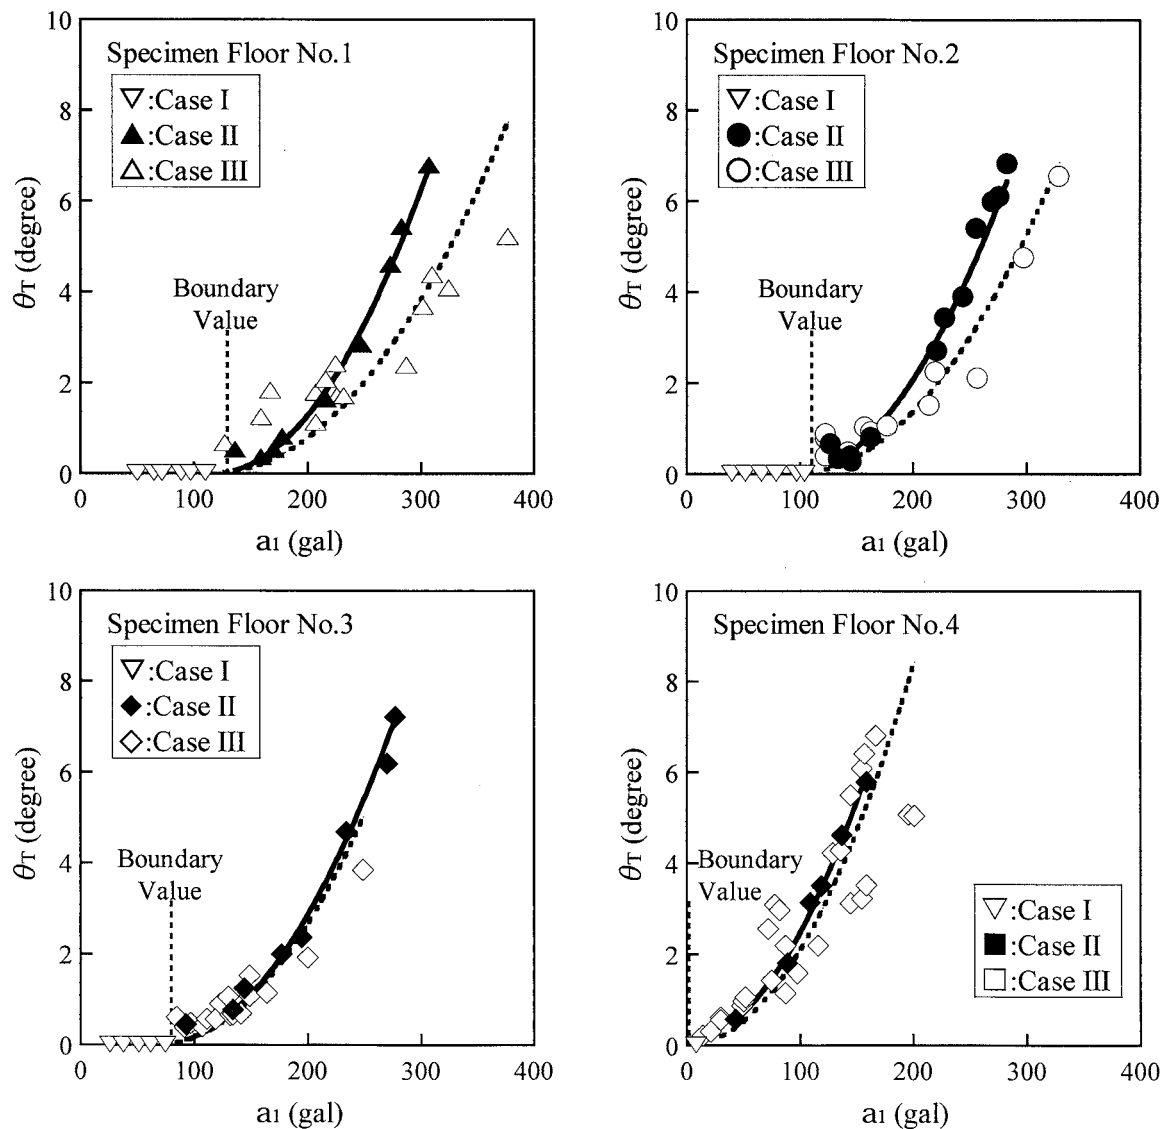 Specimen Floor No.1
▽:Case I
▲:Case II
△:Case III
Boundary
Value
10
8
6
4
2
0
0
100
200
300
400
θT (degree)
a1 (gal)
Specimen Floor No.2
▽:Case I
●:Case II
○:Case III
Boundary
Value
10
8
6
4
2
0
0
100
200
300
400
θT (degree)
a1 (gal)
Specimen Floor No.3
▽:Case I
◆:Case II
◇:Case III
Boundary
Value
10
8
6
4
2
0
0
100
200
300
400
θT (degree)
a1 (gal)
Specimen Floor No.4
Boundary
Value
▽:Case I
■:Case II
□:Case III
10
8
6
4
2
0
0
100
200
300
400
θT (degree)
a1 (gal)